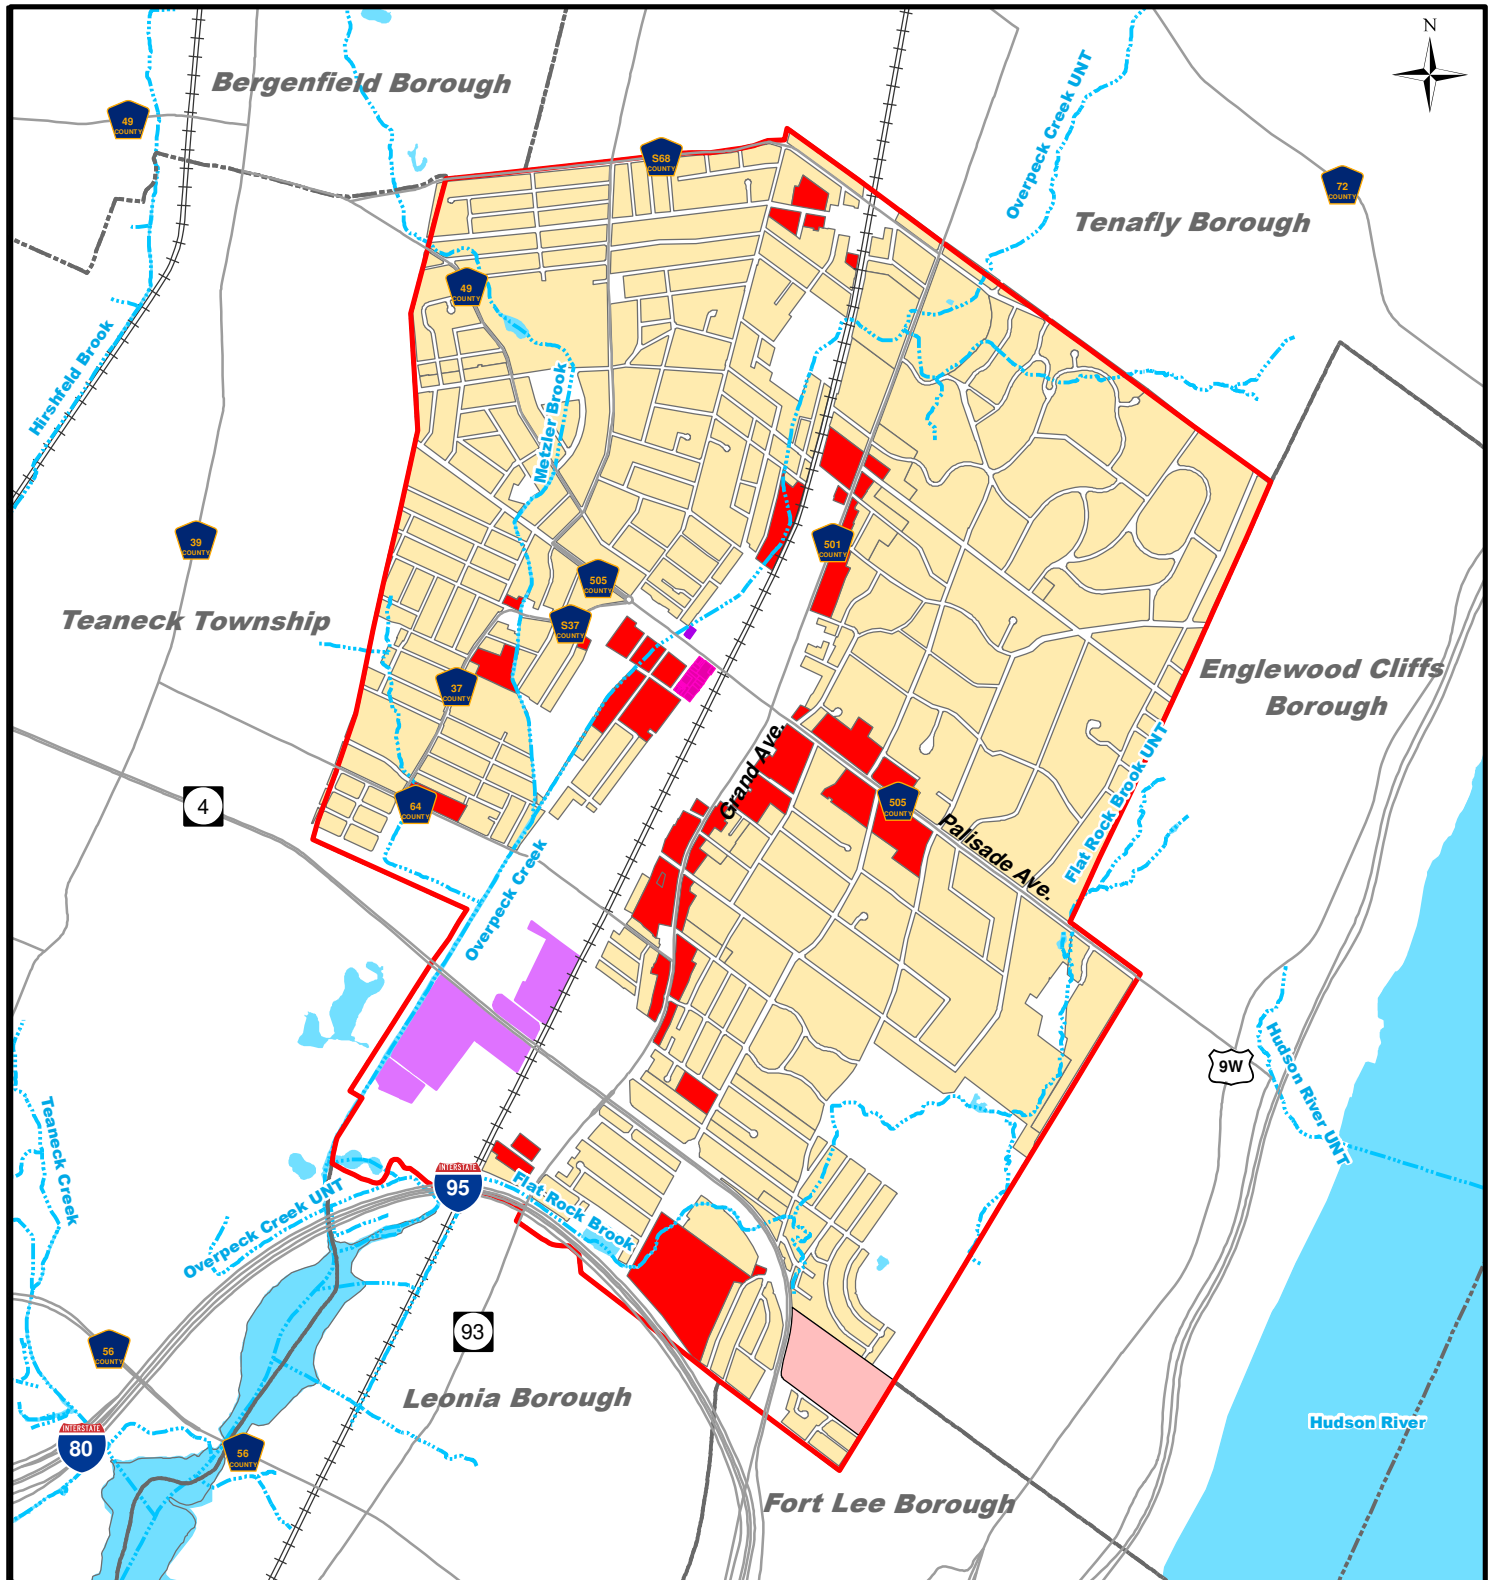 N
Bergenfield Borough
49
COUNTY
S68
COUNTY
Overpeck Creek UNT
72
COUNTY
Tenafly Borough
49
COUNTY
Hirshfeld Brook
Metzler Brook
39
COUNTY
501
COUNTY
505
COUNTY
S37
COUNTY
Teaneck Township
37
COUNTY
Englewood Cliffs
Borough
Grand Ave.
4
64
COUNTY
505
COUNTY
Palisade Ave.
Flat Rock Brook UNT
Overpeck Creek
9W
Hudson River UNT
Teaneck Creek
INTERSTATE
95
Flat Rock Brook
Overpeck Creek UNT
93
56
COUNTY
Leonia Borough
Hudson River
INTERSTATE
80
56
COUNTY
Fort Lee Borough